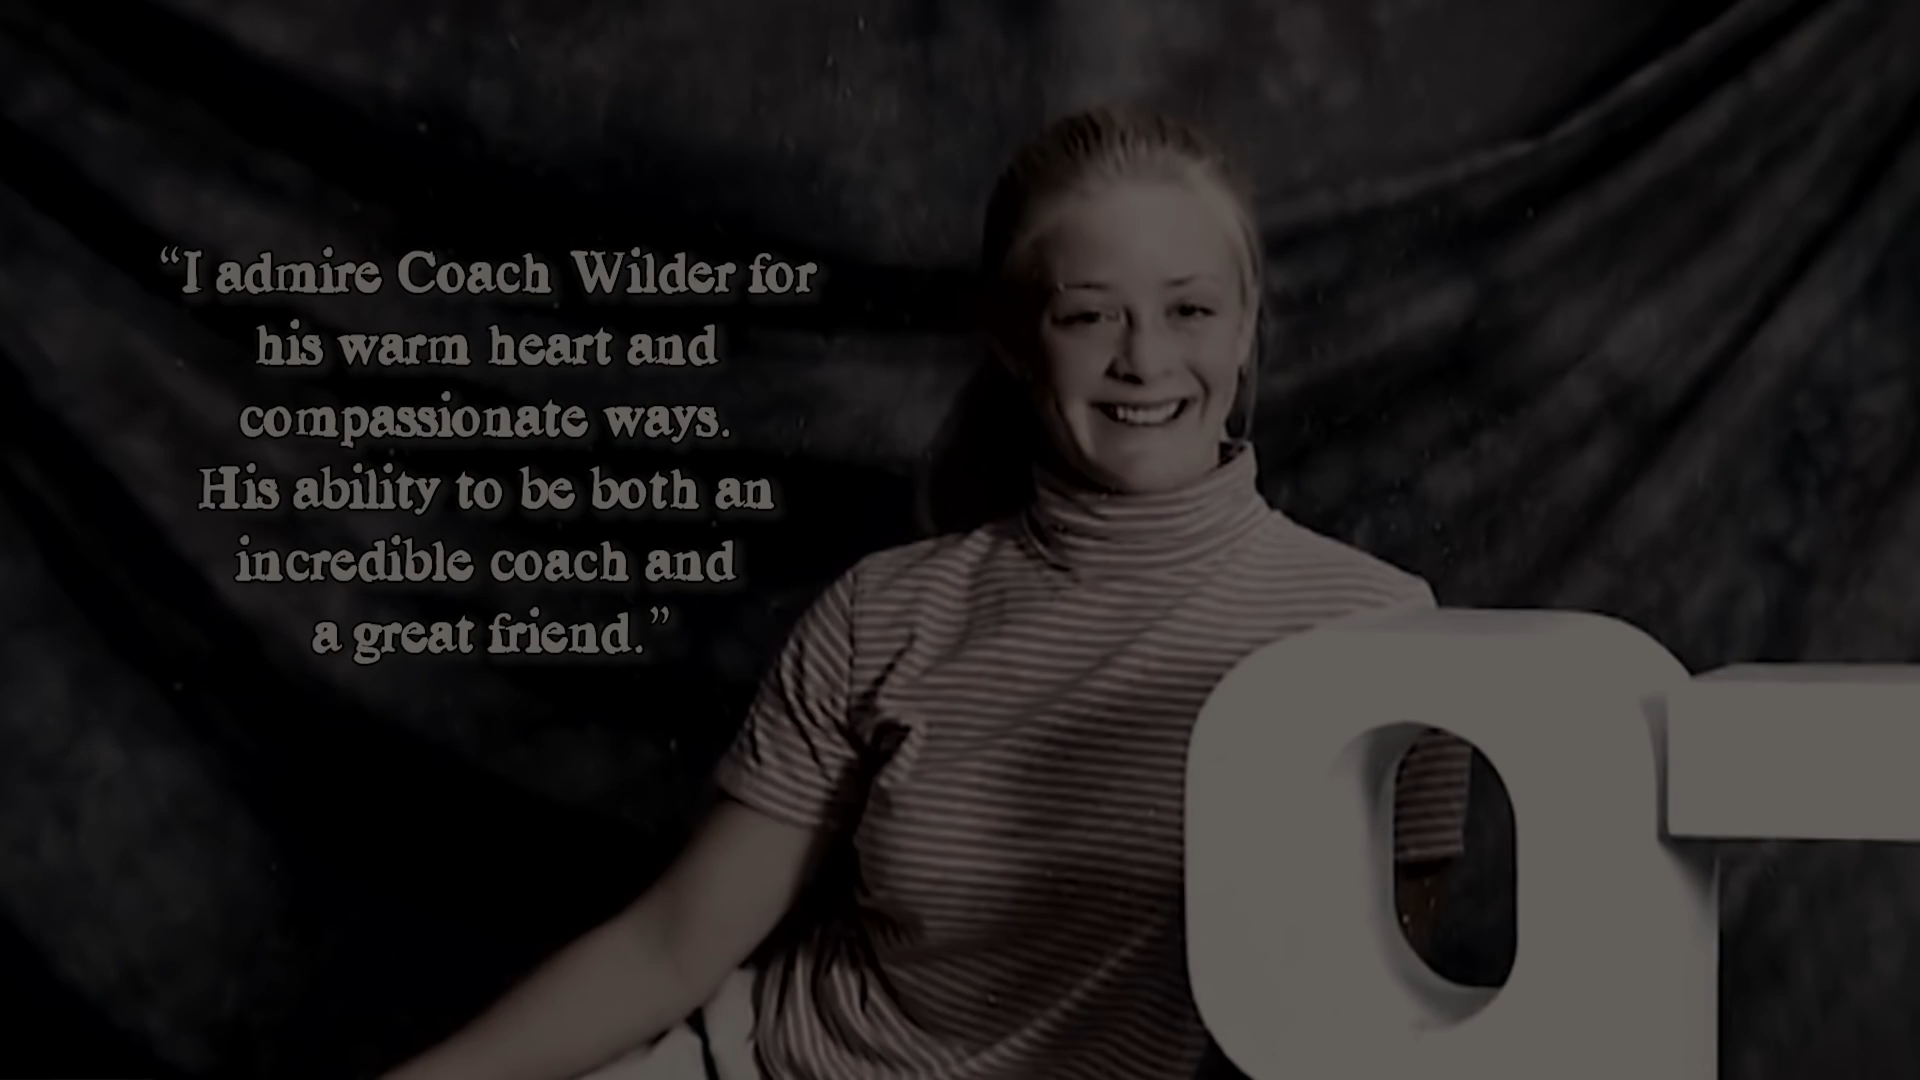 “I admire Coach Wilder for
his warm heart and
compassionate ways.
His ability to be both an
incredible coach and
a great friend.”
97